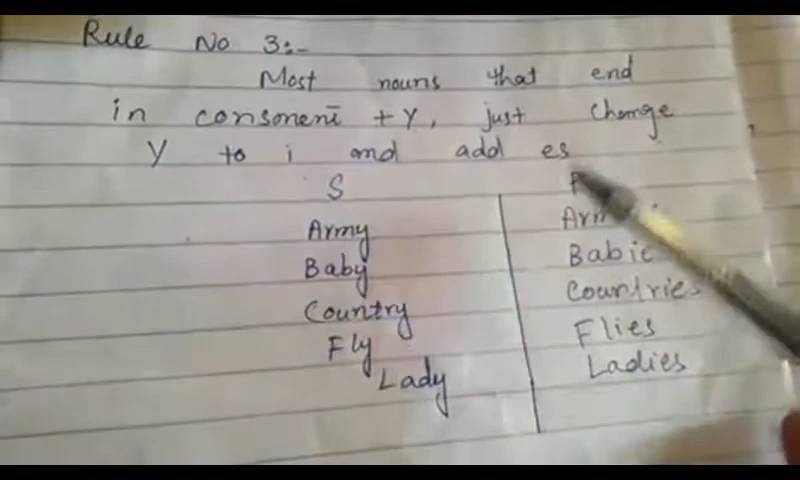 Rule No 3:-
Most nouns that end
in consonent + Y, just change
Y to i and add es
S
Army
Baby Babie
Country Countries
Fly Flies
Lady Ladies